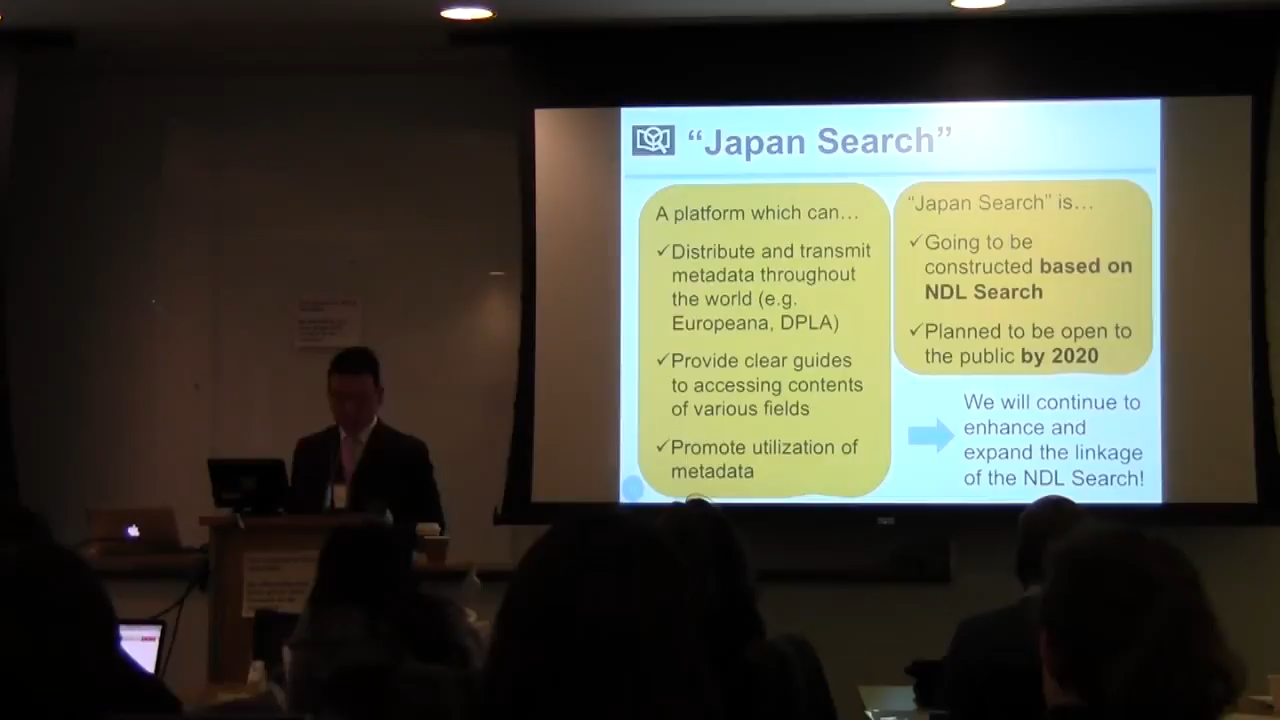 “Japan Search”
A platform which can…
✓Distribute and transmit
metadata throughout
the world (e.g.
Europeana, DPLA)
✓Provide clear guides
to accessing contents
of various fields
✓Promote utilization of
metadata
“Japan Search” is…
✓Going to be
constructed based on
NDL Search
✓Planned to be open to
the public by 2020
We will continue to
enhance and
expand the linkage
of the NDL Search!